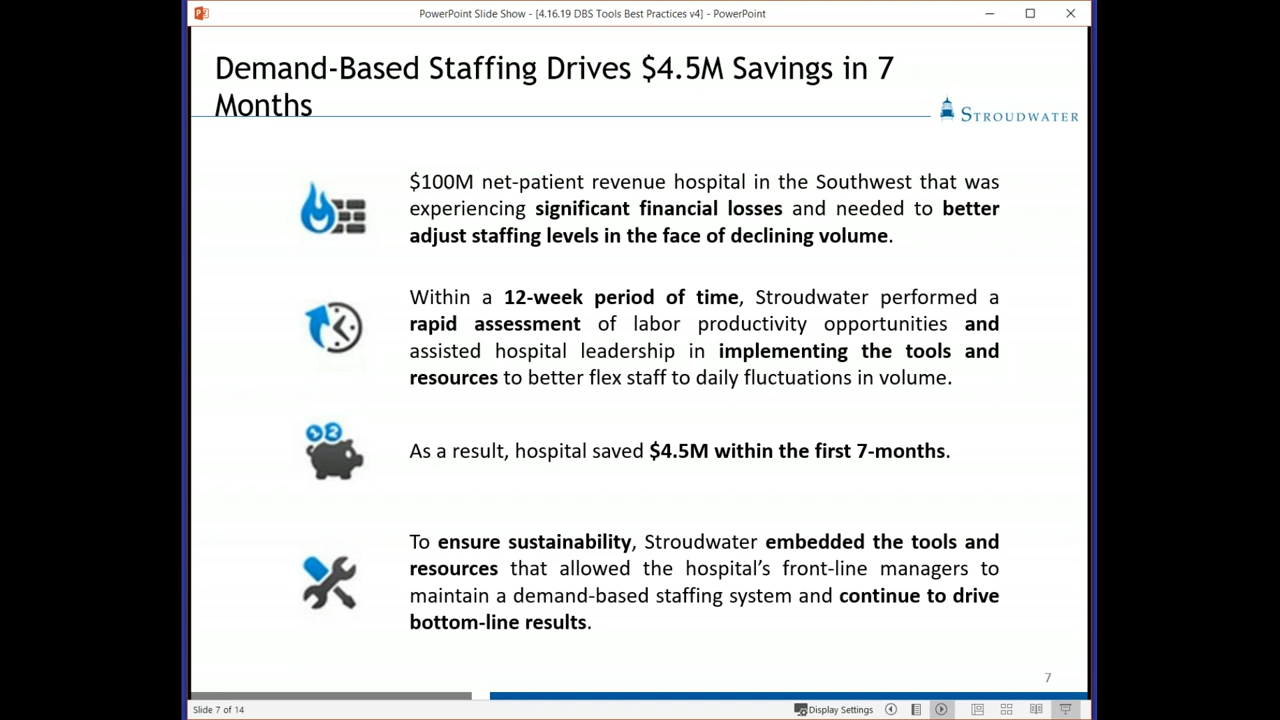 PowerPoint Slide Show - [4.16.19 DBS Tools Best Practices v4] - PowerPoint
Demand-Based Staffing Drives $4.5M Savings in 7
Months
STROUDWATER
$100M net-patient revenue hospital in the Southwest that was
experiencing significant financial losses and needed to better
adjust staffing levels in the face of declining volume.
Within a 12-week period of time, Stroudwater performed a
rapid assessment of labor productivity opportunities and
assisted hospital leadership in implementing the tools and
resources to better flex staff to daily fluctuations in volume.
As a result, hospital saved $4.5M within the first 7-months.
To ensure sustainability, Stroudwater embedded the tools and
resources that allowed the hospital’s front-line managers to
maintain a demand-based staffing system and continue to drive
bottom-line results.
7
Slide 7 of 14
Display Settings